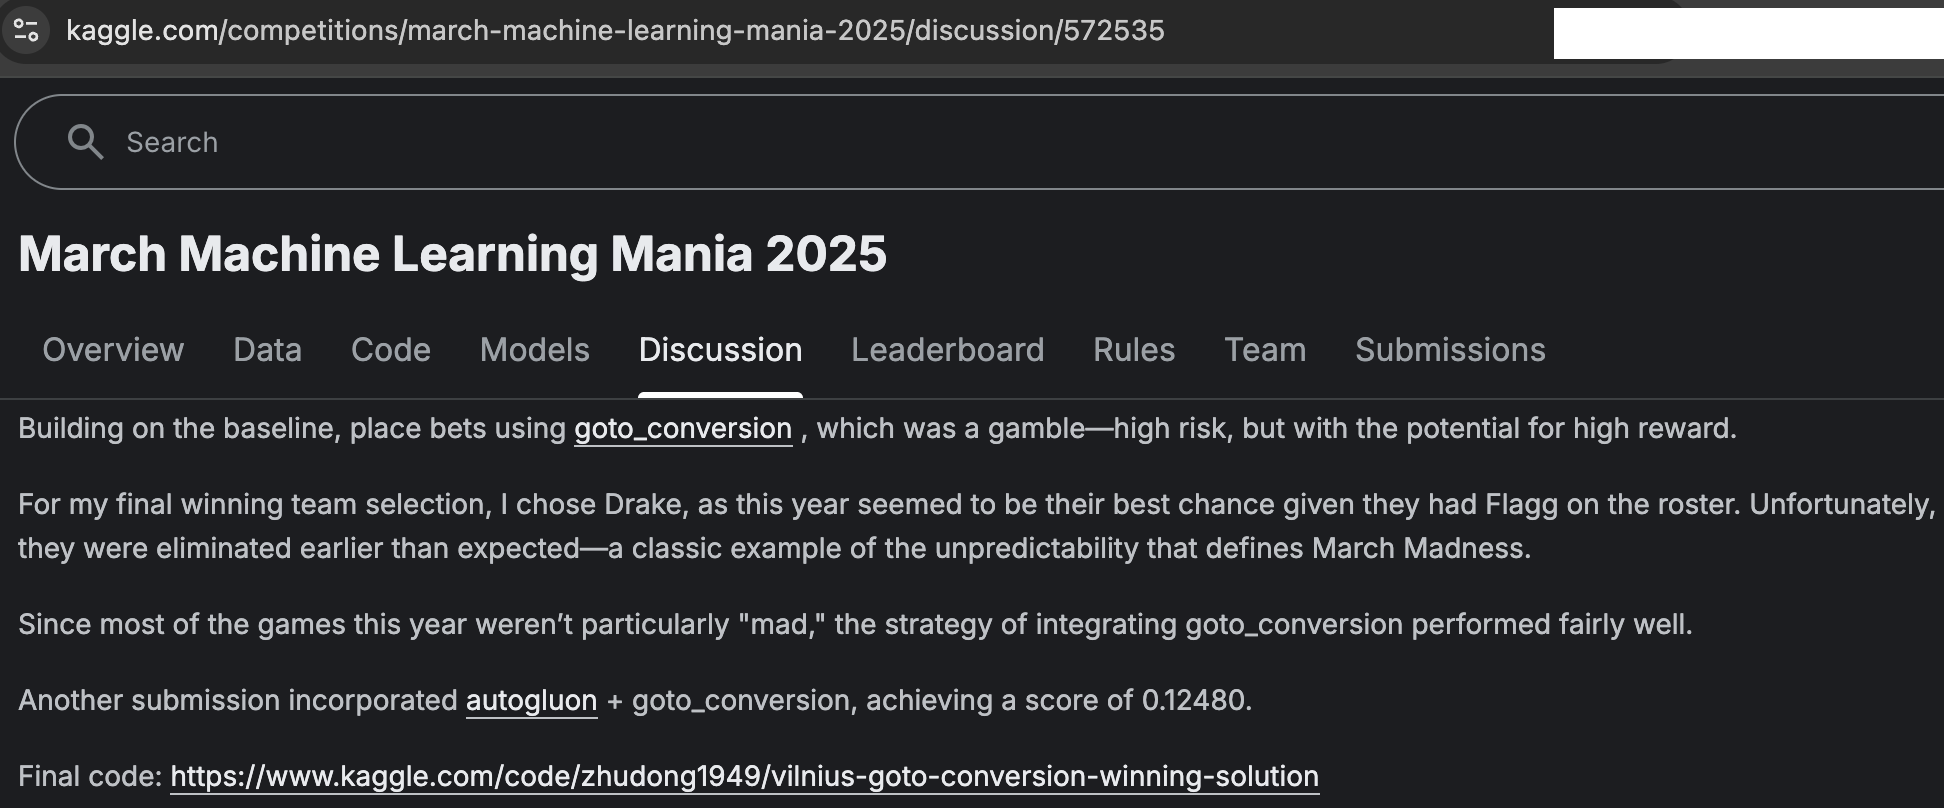 kaggle.com/competitions/march-machine-learning-mania-2025/discussion/572535
Search
March Machine Learning Mania 2025
Overview Data Code Models Discussion Leaderboard Rules Team Submissions
Building on the baseline, place bets using goto_conversion , which was a gamble—high risk, but with the potential for high reward.
For my final winning team selection, I chose Drake, as this year seemed to be their best chance given they had Flagg on the roster. Unfortunately,
they were eliminated earlier than expected—a classic example of the unpredictability that defines March Madness.
Since most of the games this year weren’t particularly "mad," the strategy of integrating goto_conversion performed fairly well.
Another submission incorporated autogluon + goto_conversion, achieving a score of 0.12480.
Final code: https://www.kaggle.com/code/zhudong1949/vilnius-goto-conversion-winning-solution